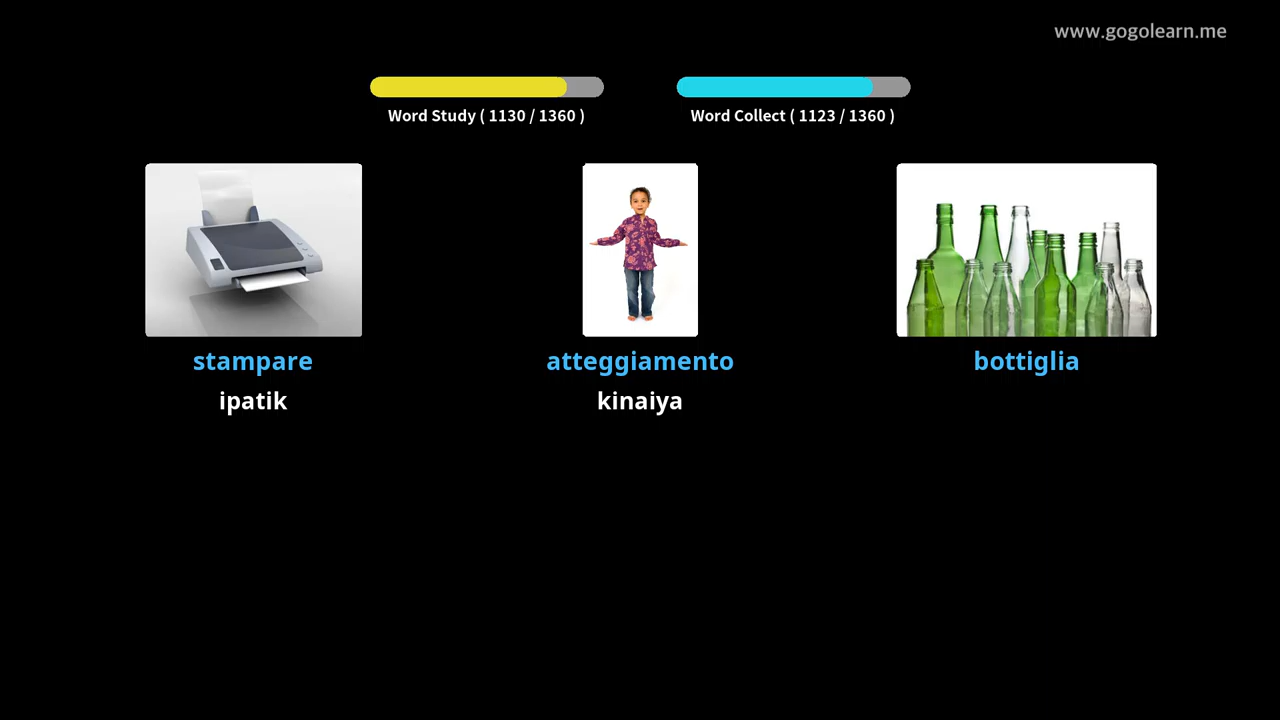 www.gogolearn.me
Word Study ( 1130 / 1360 )
Word Collect ( 1123 / 1360 )
stampare
ipatik
atteggiamento
kinaiya
bottiglia